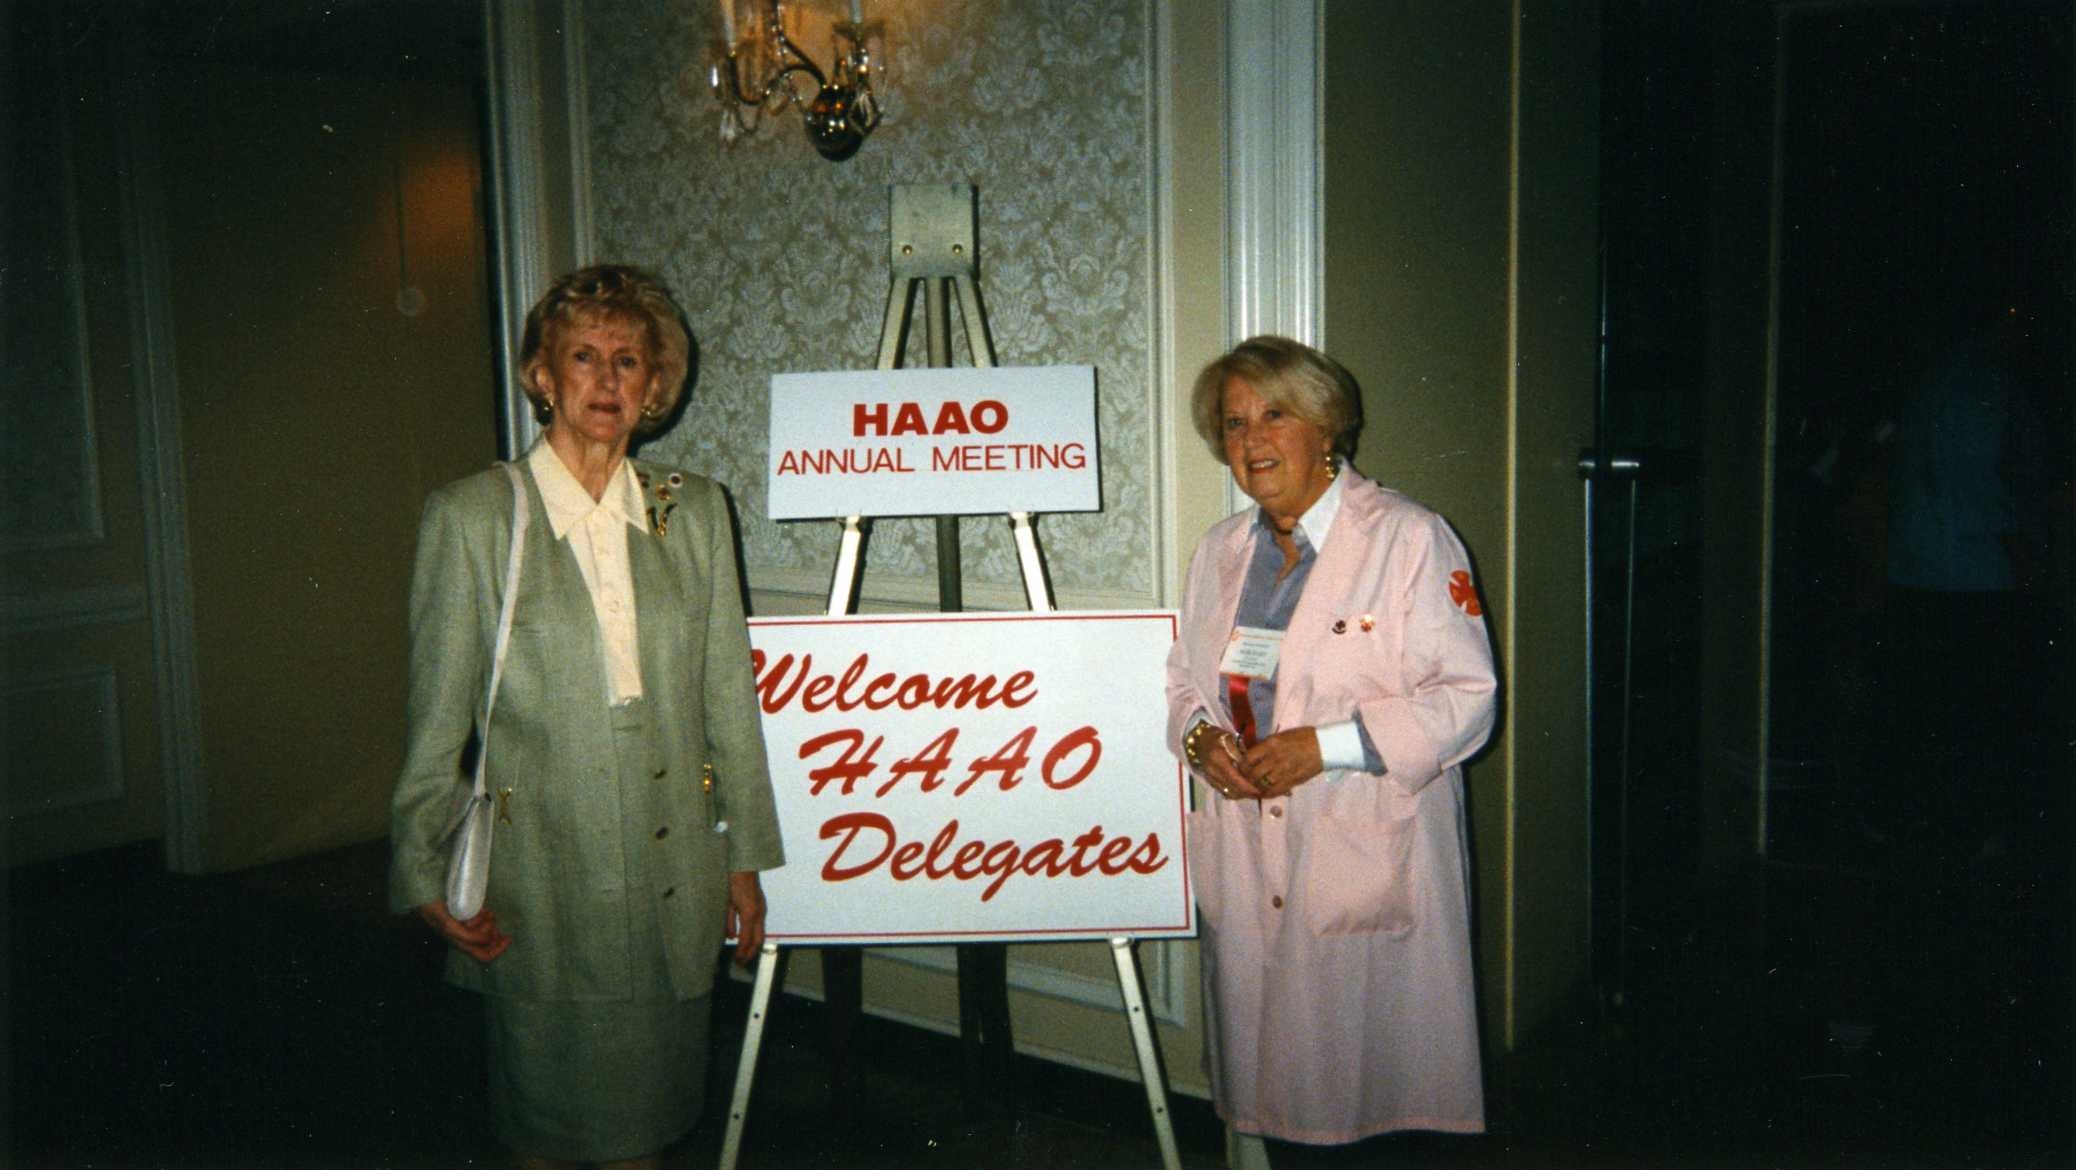 HAAO
ANNUAL MEETING
Welcome
HAAO
Delegates